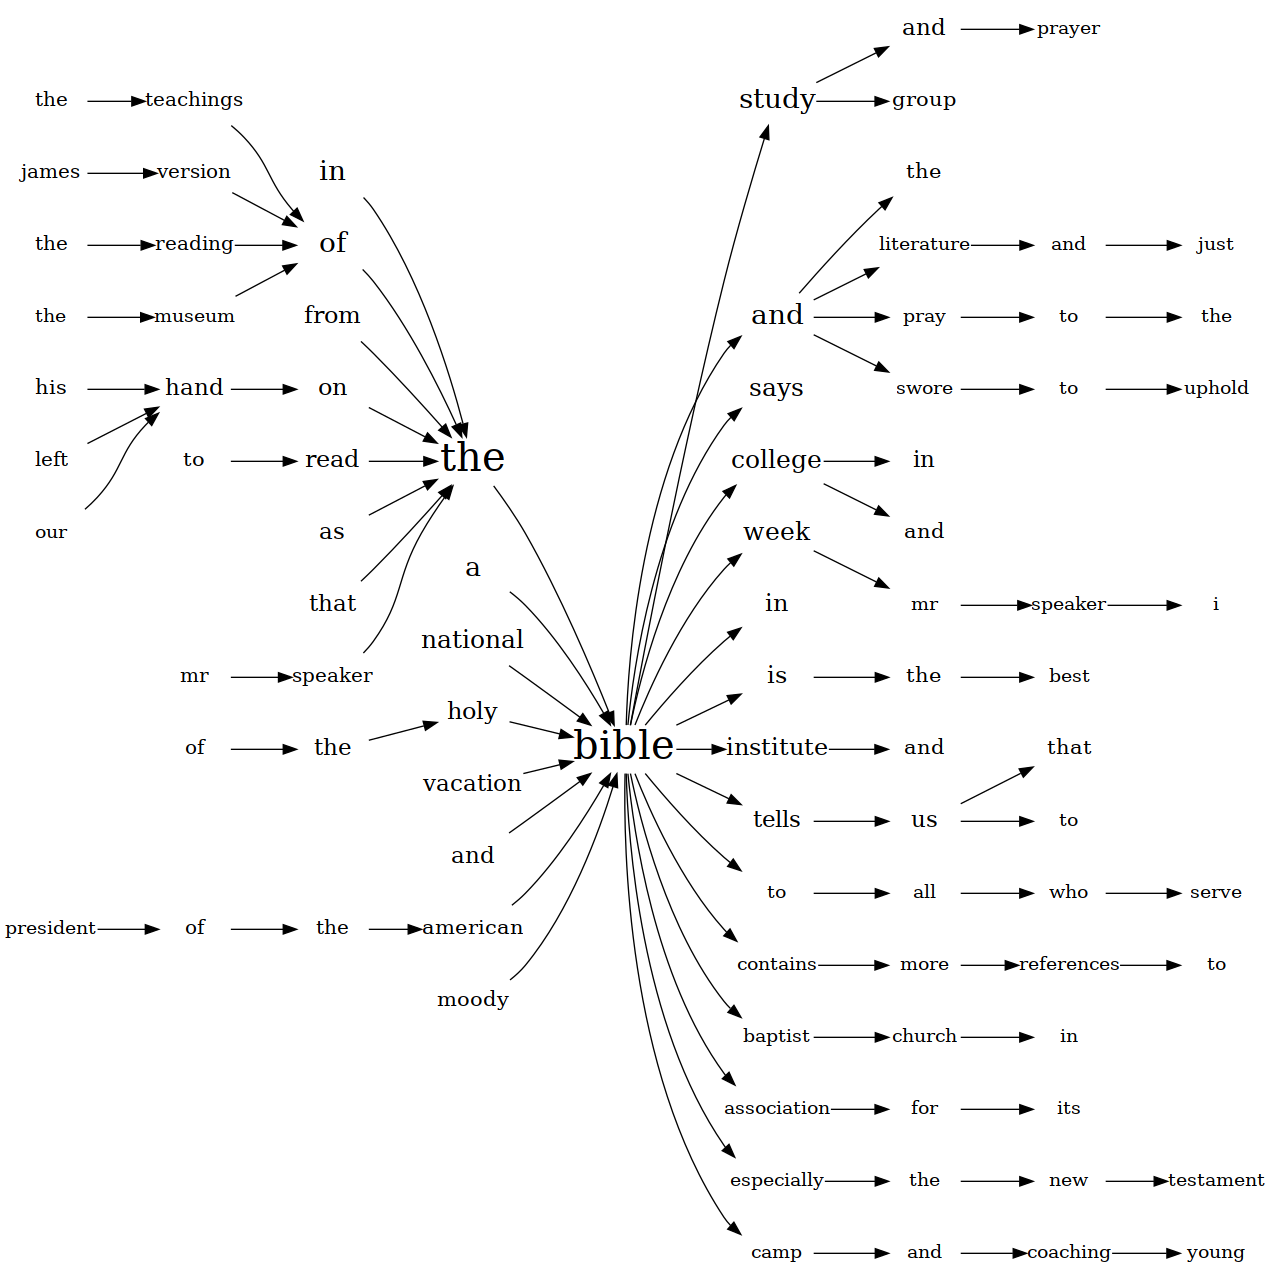 and prayer
the teachings study group
james version in the
the reading of literature and just
the museum from and pray to the
his hand on says swore to uphold
left to read the college in
our as week and
a
that in mr speaker i
national
mr speaker is the best
holy
of the bible institute and that
vacation
tells us to
and
to all who serve
president of the american
contains more references to
moody
baptist church in
association for its
especially the new testament
camp and coaching young